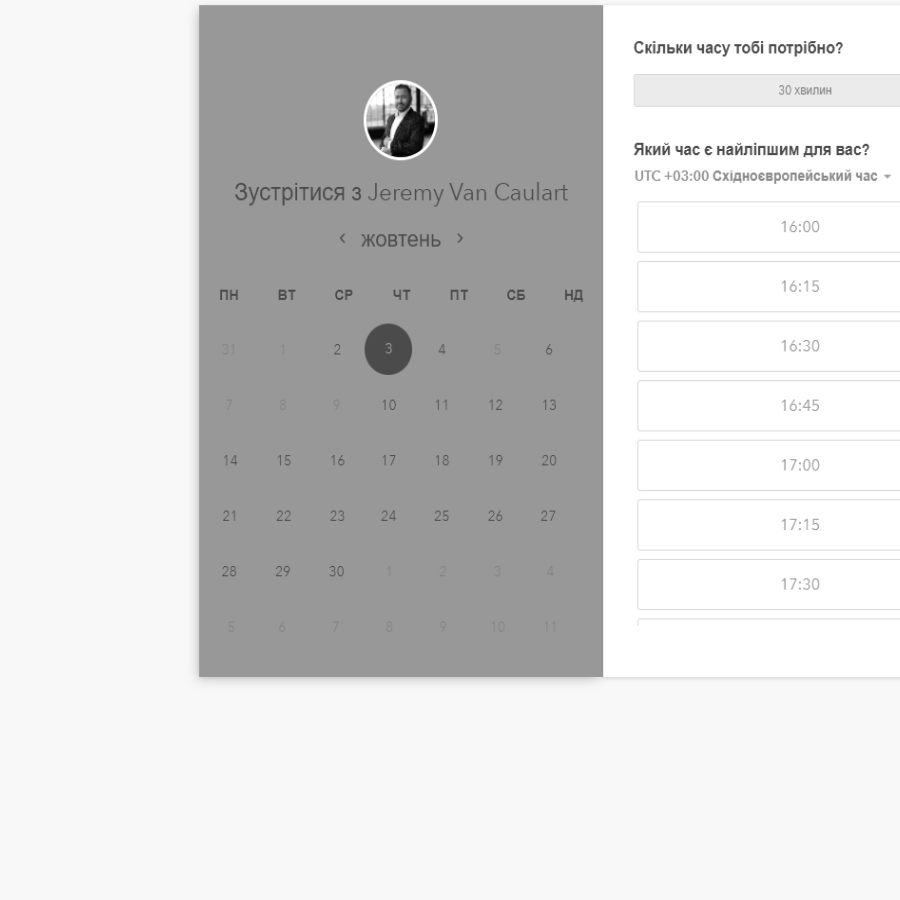 Зустрітися з Jeremy Van Caulart
жовтень
ПН ВТ СР ЧТ ПТ СБ НД
31 1 2 3 4 5 6
7 8 9 10 11 12 13
14 15 16 17 18 19 20
21 22 23 24 25 26 27
28 29 30 1 2 3 4
5 6 7 8 9 10 11
Скільки часу тобі потрібно?
30 хвилин
Який час є найліпшим для вас?
UTC +03:00 Східноєвропейський час
16:00
16:15
16:30
16:45
17:00
17:15
17:30